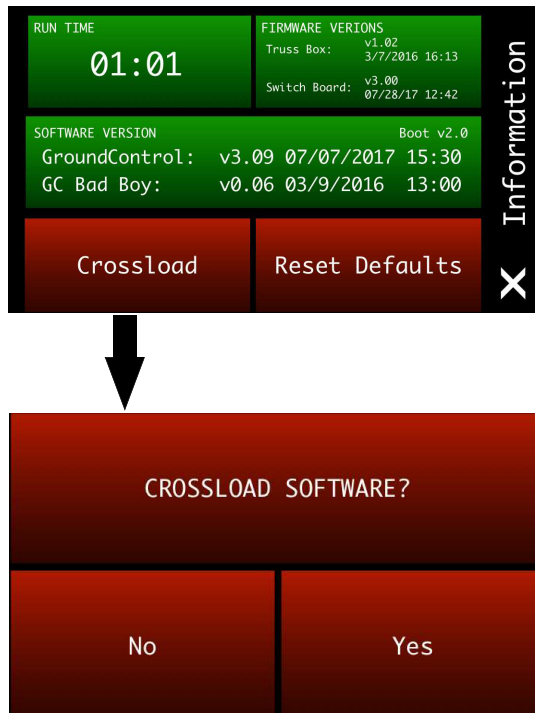 RUN TIME
01:01
FIRMWARE VERIONS
Truss Box: v1.02
3/7/2016 16:13
Switch Board: v3.00
07/28/17 12:42
SOFTWARE VERSION Boot v2.0
GroundControl: v3.09 07/07/2017 15:30
GC Bad Boy: v0.06 03/9/2016 13:00
Crossload
Reset Defaults
Information
X
CROSSLOAD SOFTWARE?
No
Yes